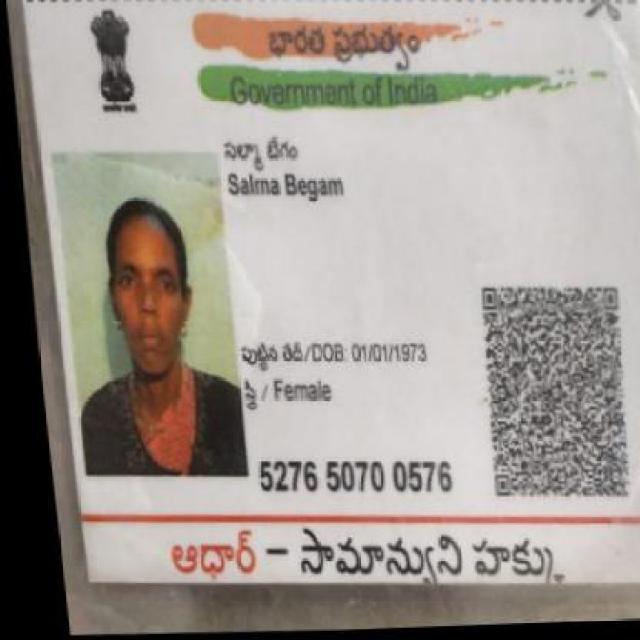 భారత ప్రభుత్వం
Government of India
సల్మా బేగం
Salma Begam
పుట్టిన తేదీ/DOB: 01/01/1973
స్త్రీ / Female
5276 5070 0576
ఆధార్ – సామాన్యుని హక్కు